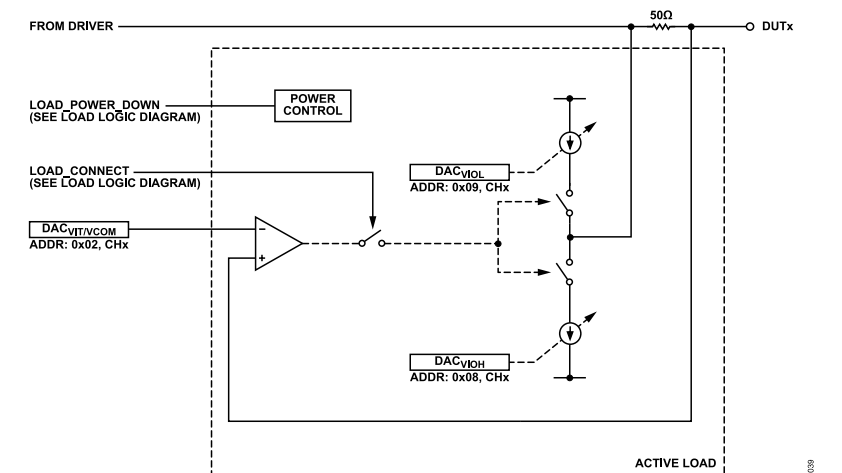 50Ω
FROM DRIVER
DUTx
LOAD_POWER_DOWN
(SEE LOAD LOGIC DIAGRAM)
POWER
CONTROL
LOAD_CONNECT
(SEE LOAD LOGIC DIAGRAM)
DACVIOL
ADDR: 0x09, CHx
DACVIT/VCOM
ADDR: 0x02, CHx
−
+
DACVIOH
ADDR: 0x08, CHx
ACTIVE LOAD
039